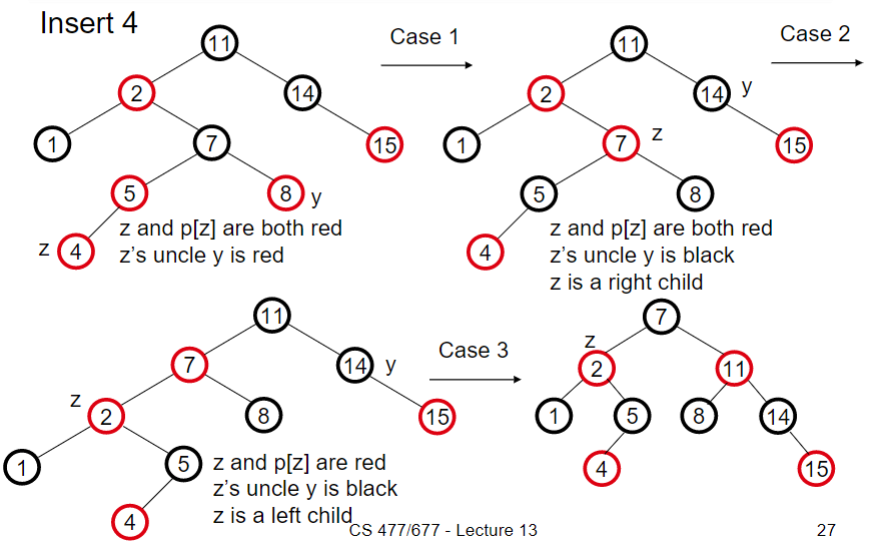 Insert 4
11
Case 1
11
Case 2
2
14
2
14 y
1
7
15
1
7 z
15
5
8 y
5
8
z 4
z and p[z] are both red
z's uncle y is red
4
z and p[z] are both red
z's uncle y is black
z is a right child
11
7
14 y
Case 3
z
2
8
15
1
5
z and p[z] are red
z's uncle y is black
z is a left child
4
7
z
2
11
1
5
8
14
4
15
CS 477/677 - Lecture 13
27